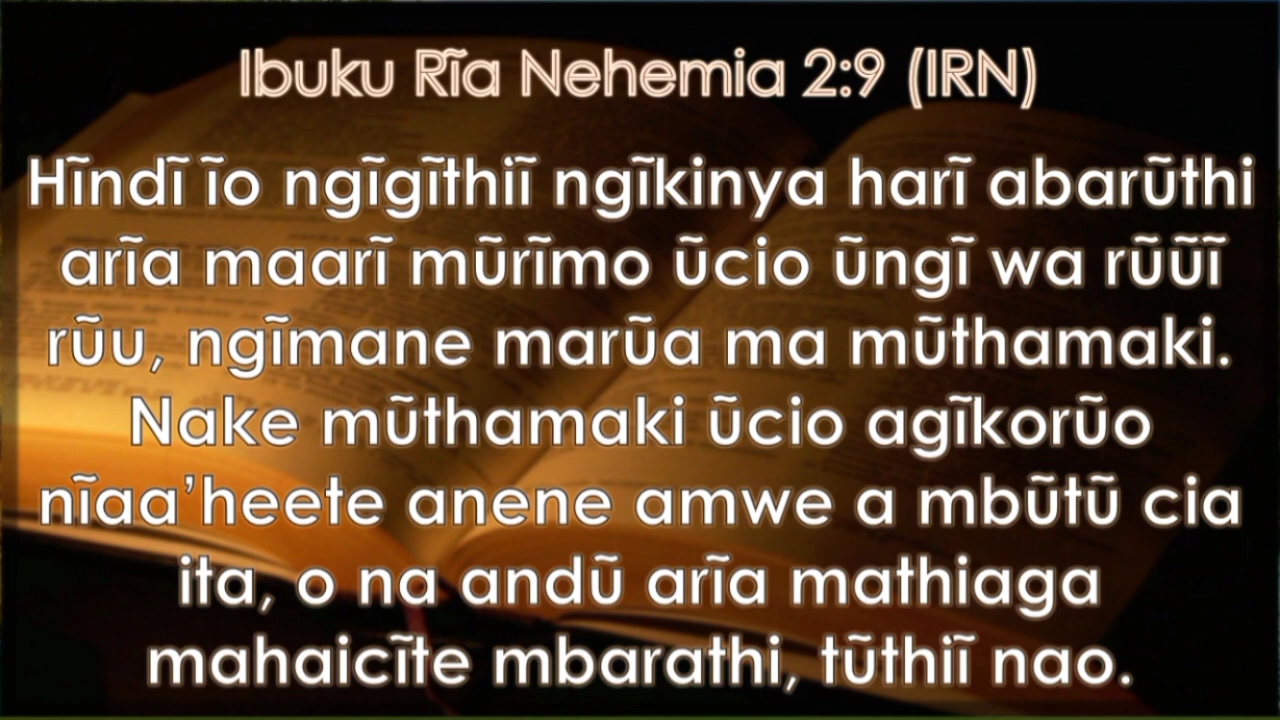 Ibuku Rĩa Nehemia 2:9 (IRN)
Hĩndĩ ĩo ngĩgĩthiĩ ngĩkinya harĩ abarũthi
arĩa maarĩ mũrĩmo ũcio ũngĩ wa rũũĩ
rũu, ngĩmane marũa ma mũthamaki.
Nake mũthamaki ũcio agĩkorũo
nĩaa’heete anene amwe a mbũtũ cia
ita, o na andũ arĩa mathiaga
mahaicĩte mbarathi, tũthiĩ nao.